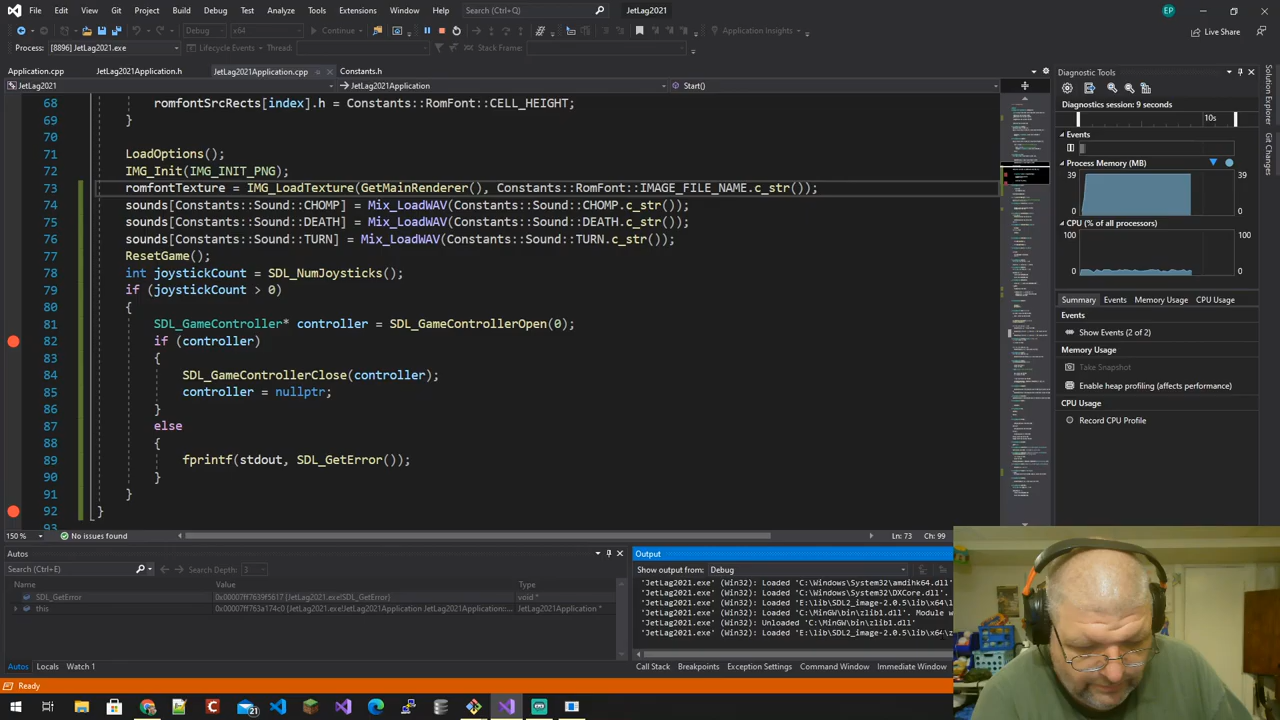 File Edit View Git Project Build Debug Test Analyze Tools Extensions Window Help Search (Ctrl+Q) JetLag2021 EP
Debug x64 Continue Application Insights Live Share
Process: [8896] JetLag2021.exe Lifecycle Events Thread: Stack Frame:
Application.cpp JetLag2021Application.h JetLag2021Application.cpp Constants.h
JetLag2021 JetLag2021Application Start()
68 romfontSrcRects[index].h = Constants::RomFont::CELL_HEIGHT;
69 }
70
71 LoadOptions();
72 IMG_Init(IMG_INIT_PNG);
73 romfontTexture = IMG_LoadTexture(GetMainRenderer(), Constants::RomFont::IMAGE_FILE_NAME.c_str());
74 sounds[Constants::Sound::CHOMP] = Mix_LoadWAV(Constants::Sound::CHOMP.c_str());
75 sounds[Constants::Sound::DEATH] = Mix_LoadWAV(Constants::Sound::DEATH.c_str());
76 sounds[Constants::Sound::TURN] = Mix_LoadWAV(Constants::Sound::TURN.c_str());
77 ResetGame();
78 int joystickCount = SDL_NumJoysticks();
79 if (joystickCount > 0)
80 {
81 SDL_GameController* controller = SDL_GameControllerOpen(0);
82 if (controller)
83 {
84 SDL_GameControllerClose(controller);
85 controller = nullptr;
86 }
87 else
88 {
89 fprintf(stdout, SDL_GetError());
90 }
91 }
92 }
93
150 % No issues found Ln: 73 Ch: 99
Diagnostic Tools
Diagnostics session: 9 seconds
10s
Events
Process Memory (MB)
39 39
0 0
CPU (% of all processors)
100 100
0 0
Summary Events Memory Usage CPU Usage
Events
Show Events (2 of 2)
Memory Usage
Take Snapshot
Enable heap profiling (affects performance)
CPU Usage
Record CPU Profile
Solution Explorer
Git Changes
Autos
Search (Ctrl+E) Search Depth: 3
Name Value Type
SDL_GetError 0x00007ff7639f5617 {JetLag2021.exe!SDL_GetError} void *
this 0x00007ff763a174c0 {JetLag2021.exe!JetLag2021Application JetLag2021Application::... JetLag2021Application *
Autos Locals Watch 1
Output
Show output from: Debug
'JetLag2021.exe' (Win32): Loaded 'C:\Windows\System32\amdihk64.dll'
'JetLag2021.exe' (Win32): Loaded 'C:\Windows\System32\DXCore.dll'.
'JetLag2021.exe' (Win32): Loaded 'E:\lib\SDL2_image-2.0.5\lib\x64\l
'JetLag2021.exe' (Win32): Loaded 'C:\MinGW\bin\zlib1.dll'. Module w
'JetLag2021.exe' (Win32): Unloaded 'C:\MinGW\bin\zlib1.dll'
'JetLag2021.exe' (Win32): Loaded 'E:\lib\SDL2_image-2.0.5\lib\x64\z
Call Stack Breakpoints Exception Settings Command Window Immediate Window
Ready
21